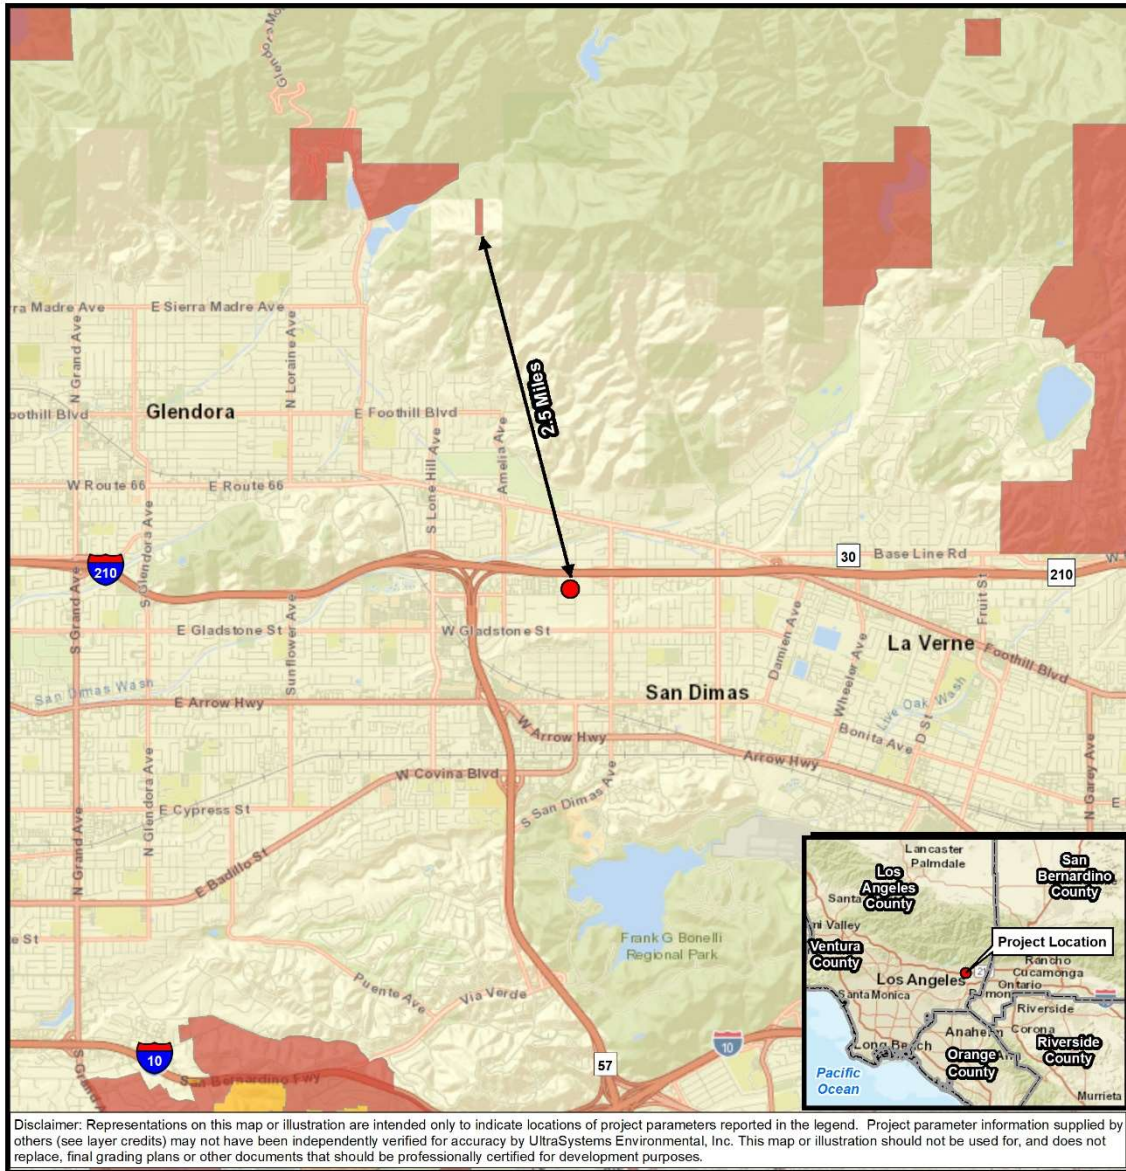 Glendora Mo
rra Madre Ave
E Sierra Madre Ave
N Grand Ave
N Loraine Ave
2.5 Miles
oothill Blvd
Glendora
E Foothill Blvd
S Lone Hill Ave
Amelia Ave
W Route 66
E Route 66
S Glendora Ave
210
30
Base Line Rd
W
210
S Grand Ave
Sunflower Ave
E Gladstone St
W Gladstone St
Damien Ave
Wheeler Ave
Fruit St
La Verne
Foothill Blvd
San Dimas Wash
E Arrow Hwy
San Dimas
Live Oak Wash
D St
Bonita Ave
W Arrow Hwy
Arrow Hwy
N Garey Ave
W Covina Blvd
N Grand Ave
N Glendora Ave
E Cypress St
S San Dimas Ave
E
E Badillo St
e St
Frank G Bonelli
Regional Park
Puente Ave
Via Verde
10
S Grand
San Bernardino Fwy
57
10
Lancaster
Palmdale
Los
Angeles
County
San
Bernardino
County
Santa
mi Valley
Ventura
County
Project Location
Los Angeles
Rancho
Cucamonga
Ontario
Santa Monica
Riverside
Anaheim
Corona
Long Beach
Orange
County
Riverside
County
Pacific
Ocean
Murrieta
Disclaimer: Representations on this map or illustration are intended only to indicate locations of project parameters reported in the legend. Project parameter information supplied by
others (see layer credits) may not have been independently verified for accuracy by UltraSystems Environmental, Inc. This map or illustration should not be used for, and does not
replace, final grading plans or other documents that should be professionally certified for development purposes.